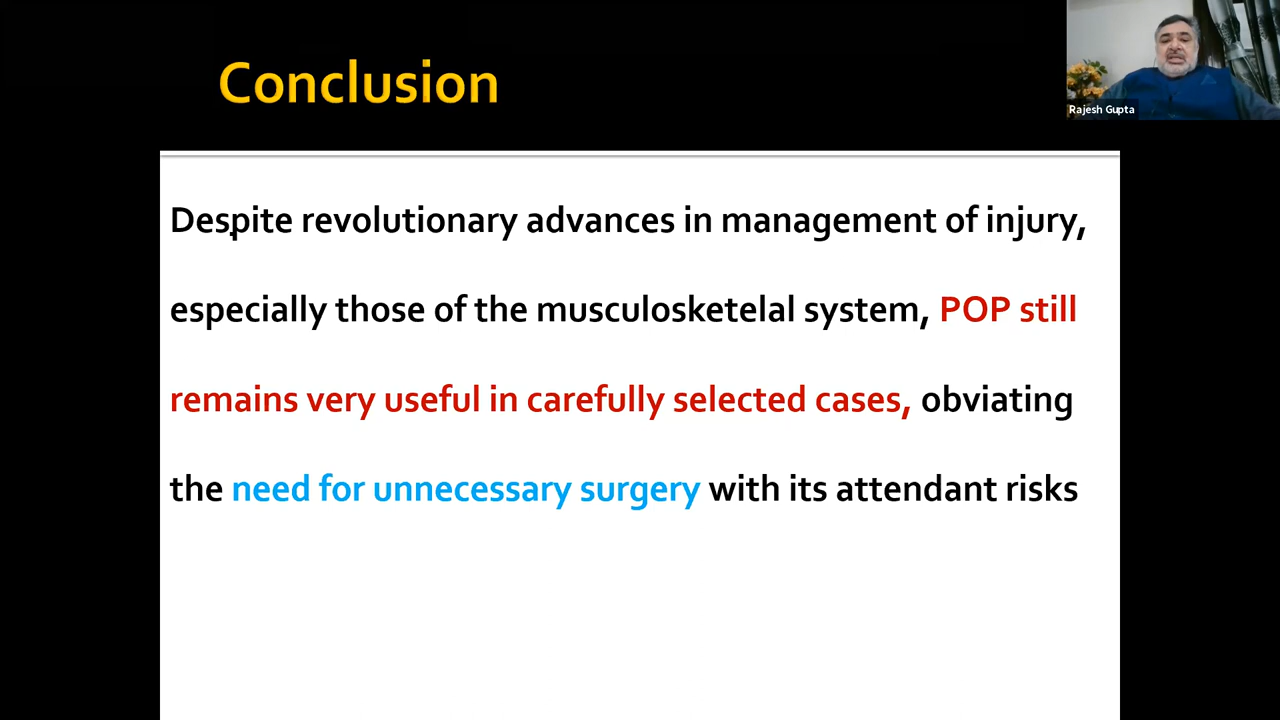 Conclusion
Rajesh Gupta
Despite revolutionary advances in management of injury,
especially those of the musculosketelal system, POP still
remains very useful in carefully selected cases, obviating
the need for unnecessary surgery with its attendant risks